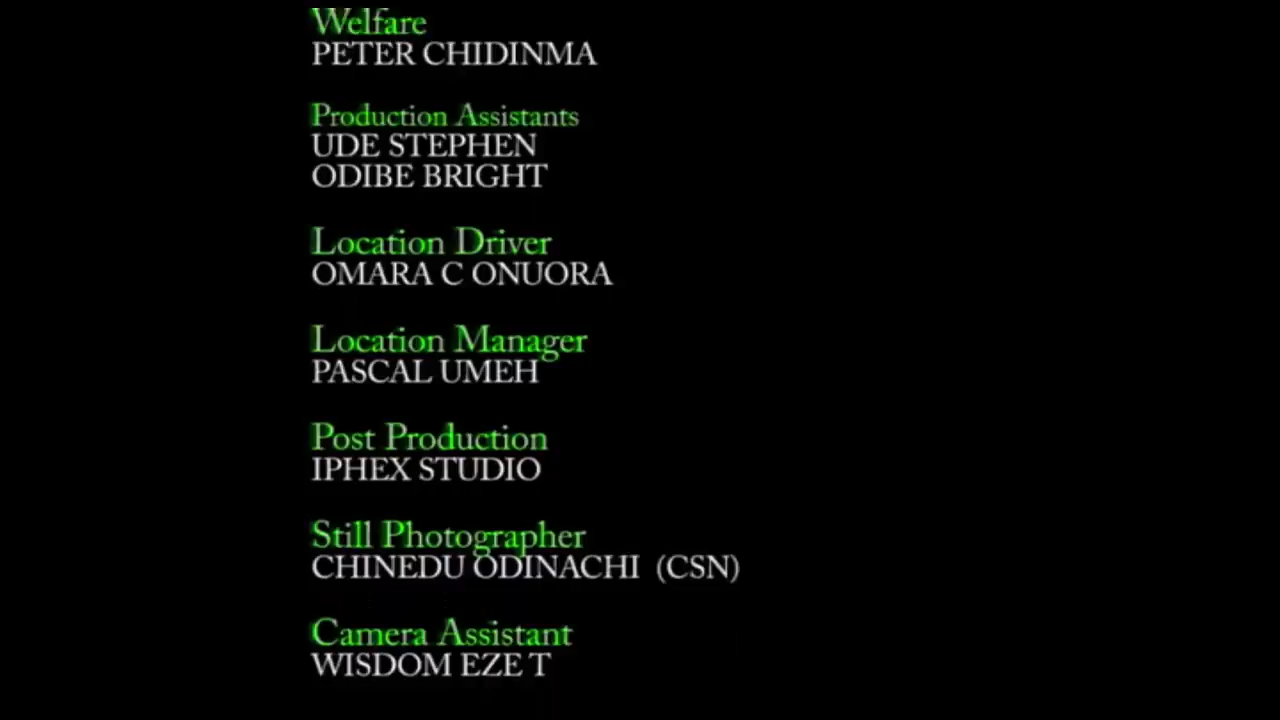 Welfare
PETER CHIDINMA
Production Assistants
UDE STEPHEN
ODIBE BRIGHT
Location Driver
OMARA C ONUORA
Location Manager
PASCAL UMEH
Post Production
IPHEX STUDIO
Still Photographer
CHINEDU ODINACHI (CSN)
Camera Assistant
WISDOM EZE T